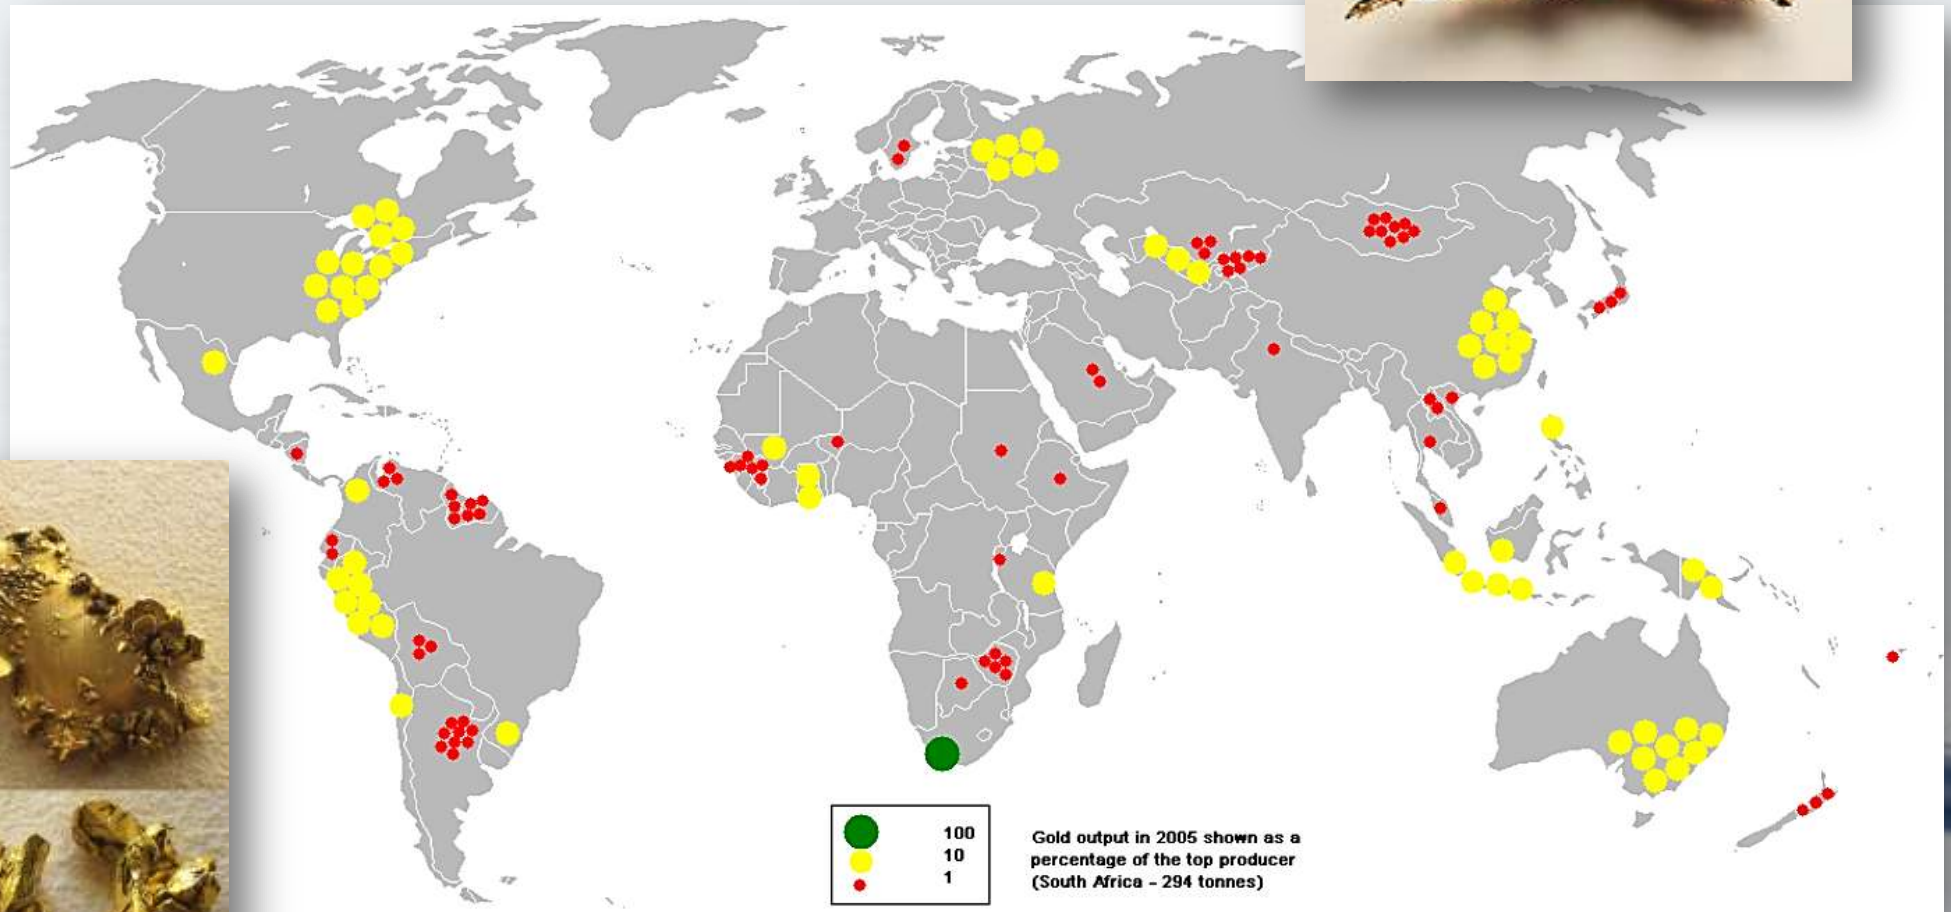 100
10
1
Gold output in 2005 shown as a
percentage of the top producer
(South Africa - 294 tonnes)